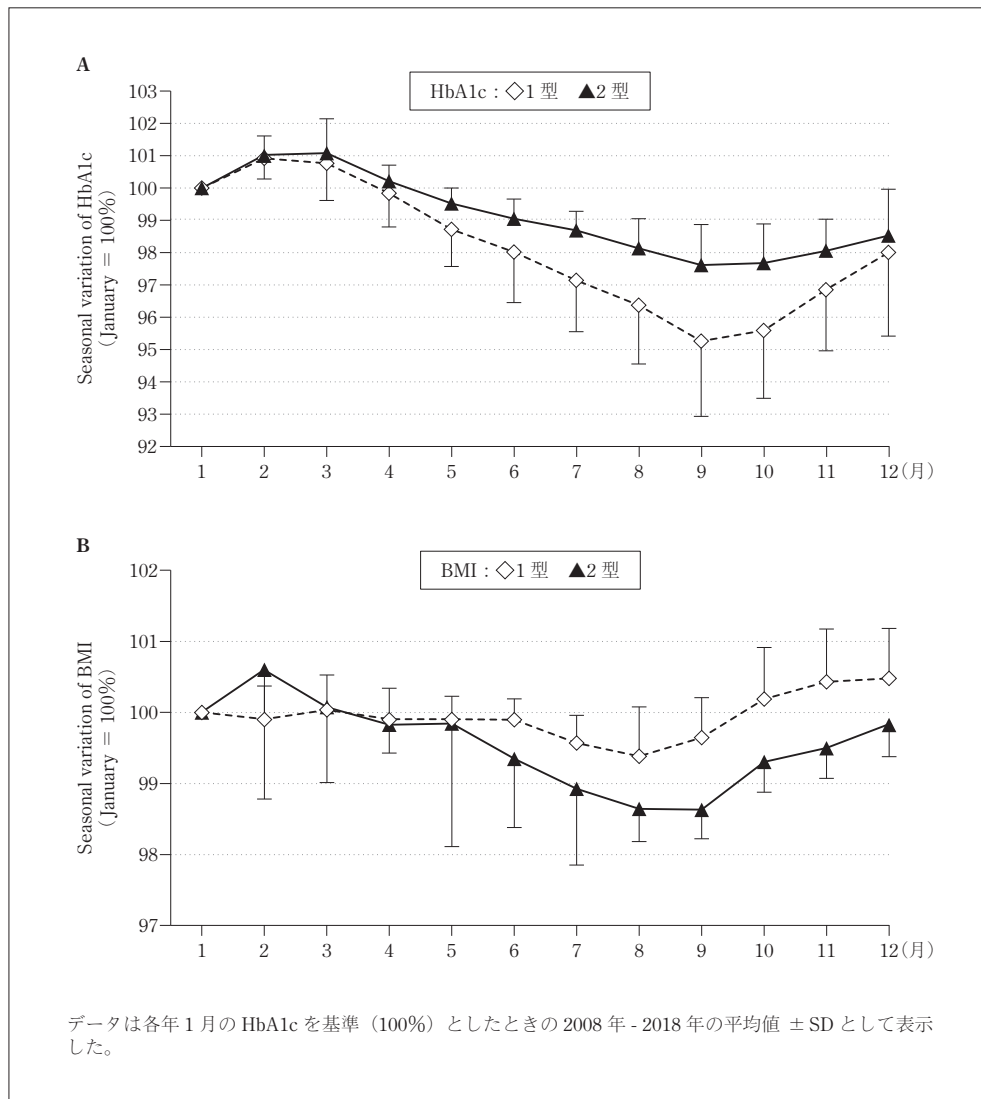 A
HbA1c：◇1 型 ▲2 型
Seasonal variation of HbA1c
（January ＝ 100%）
103
102
101
100
99
98
97
96
95
94
93
92
1 2 3 4 5 6 7 8 9 10 11 12（月）
B
BMI：◇1 型 ▲2 型
Seasonal variation of BMI
（January ＝ 100%）
102
101
100
99
98
97
1 2 3 4 5 6 7 8 9 10 11 12（月）
データは各年 1 月の HbA1c を基準（100%）としたときの 2008 年 - 2018 年の平均値 ± SD として表示
した。